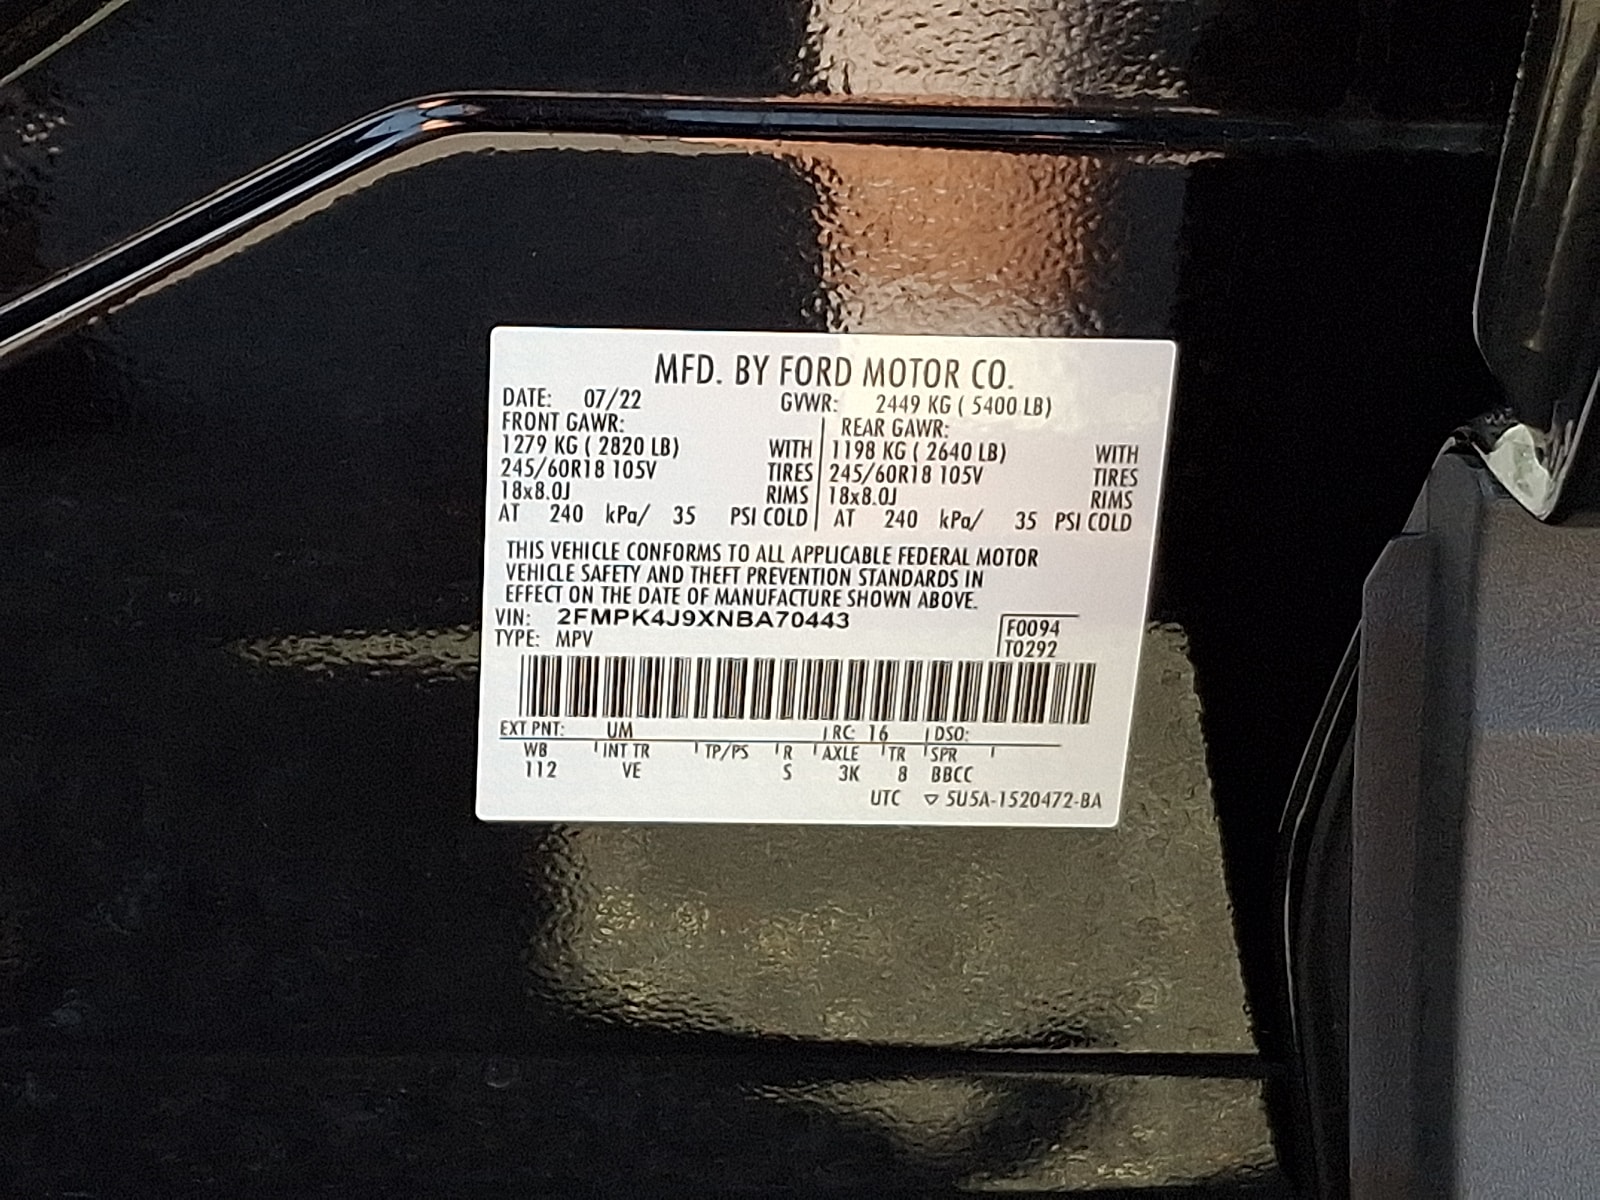 MFD. BY FORD MOTOR CO.
DATE: 07/22 GVWR: 2449 KG ( 5400 LB)
FRONT GAWR: REAR GAWR:
1279 KG ( 2820 LB) WITH 1198 KG ( 2640 LB) WITH
245/60R18 105V TIRES 245/60R18 105V TIRES
18x8.0J RIMS 18x8.0J RIMS
AT 240 kPa/ 35 PSI COLD AT 240 kPa/ 35 PSI COLD
THIS VEHICLE CONFORMS TO ALL APPLICABLE FEDERAL MOTOR
VEHICLE SAFETY AND THEFT PREVENTION STANDARDS IN
EFFECT ON THE DATE OF MANUFACTURE SHOWN ABOVE.
VIN: 2FMPK4J9XNBA70443 F0094
TYPE: MPV T0292
EXT PNT: UM RC: 16 DSO:
WB INT TR TP/PS R AXLE TR SPR
112 VE S 3K 8 BBCC
UTC ▽ 5U5A-1520472-BA